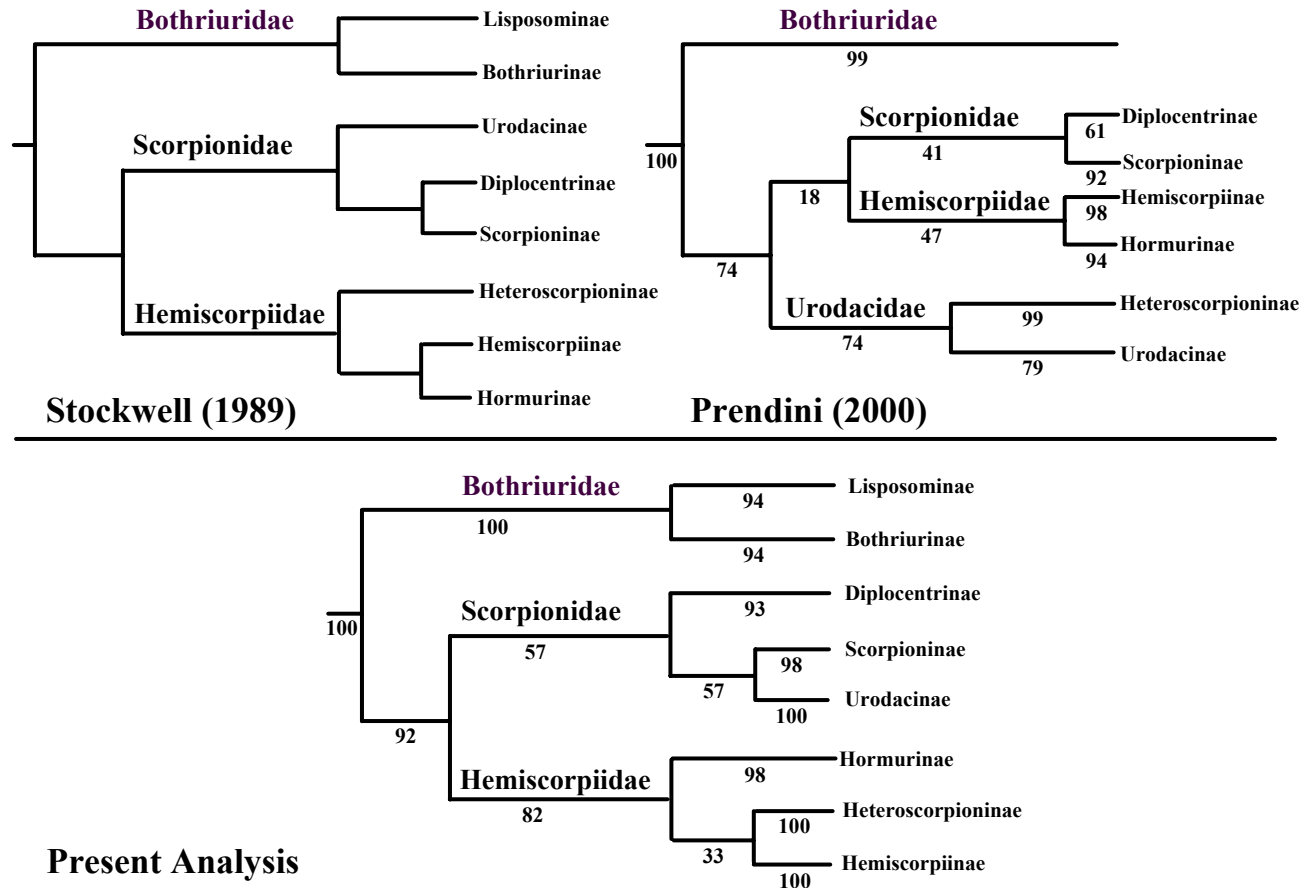 Bothriuridae
Lisposominae
Bothriurinae
Scorpionidae
Urodacinae
Diplocentrinae
Scorpioninae
Hemiscorpiidae
Heteroscorpioninae
Hemiscorpiinae
Hormurinae
Stockwell (1989)
Bothriuridae
99
100
Scorpionidae
41
Diplocentrinae
61
Scorpioninae
92
18
Hemiscorpiidae
47
Hemiscorpiinae
98
Hormurinae
94
74
Urodacidae
74
Heteroscorpioninae
99
Urodacinae
79
Prendini (2000)
Bothriuridae
100
Lisposominae
94
Bothriurinae
94
100
Scorpionidae
57
Diplocentrinae
93
Scorpioninae
98
57
Urodacinae
100
92
Hemiscorpiidae
82
Hormurinae
98
Heteroscorpioninae
100
33
Hemiscorpiinae
100
Present Analysis